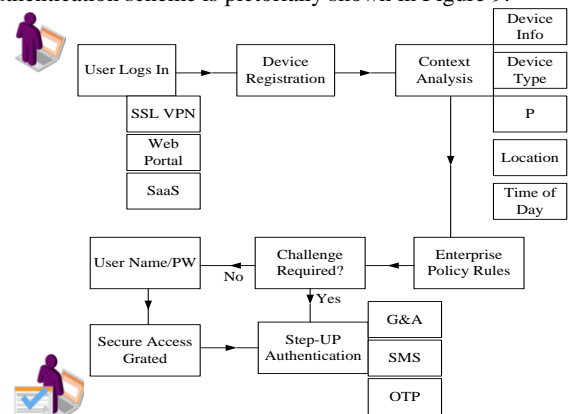 thentication scheme is pictorially shown in Figure 9.
Device
Info
User Logs In
Device
Registration
Context
Analysis
Device
Type
SSL VPN
P
Web
Portal
Location
SaaS
Time of
Day
User Name/PW
No
Challenge
Required?
Enterprise
Policy Rules
Yes
Secure Access
Grated
Step-UP
Authentication
G&A
SMS
OTP